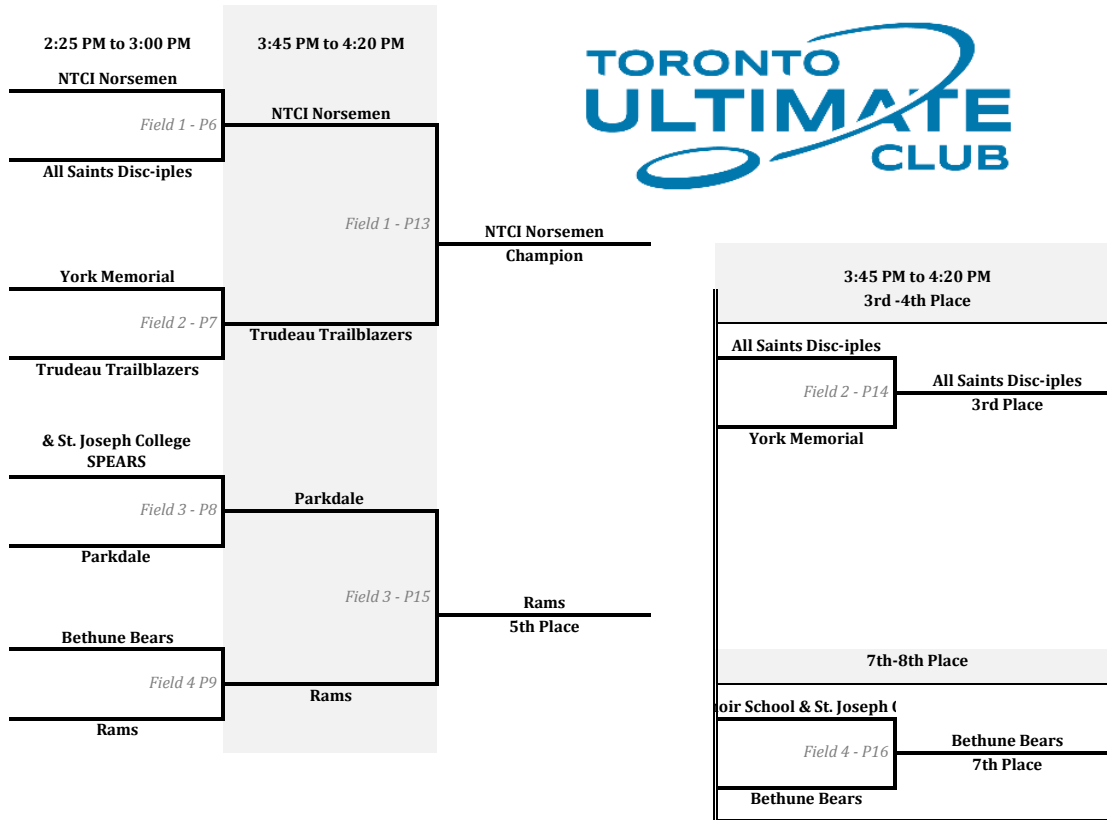 2:25 PM to 3:00 PM
3:45 PM to 4:20 PM
TORONTO
ULTIMATE
CLUB
NTCI Norsemen
Field 1 - P6
All Saints Disc-iples
NTCI Norsemen
Field 1 - P13
NTCI Norsemen
Champion
York Memorial
Field 2 - P7
Trudeau Trailblazers
Trudeau Trailblazers
& St. Joseph College
SPEARS
Field 3 - P8
Parkdale
Parkdale
Field 3 - P15
Rams
5th Place
Bethune Bears
Field 4 P9
Rams
Rams
3:45 PM to 4:20 PM
3rd -4th Place
All Saints Disc-iples
Field 2 - P14
York Memorial
All Saints Disc-iples
3rd Place
7th-8th Place
oir School & St. Joseph
Field 4 - P16
Bethune Bears
Bethune Bears
7th Place